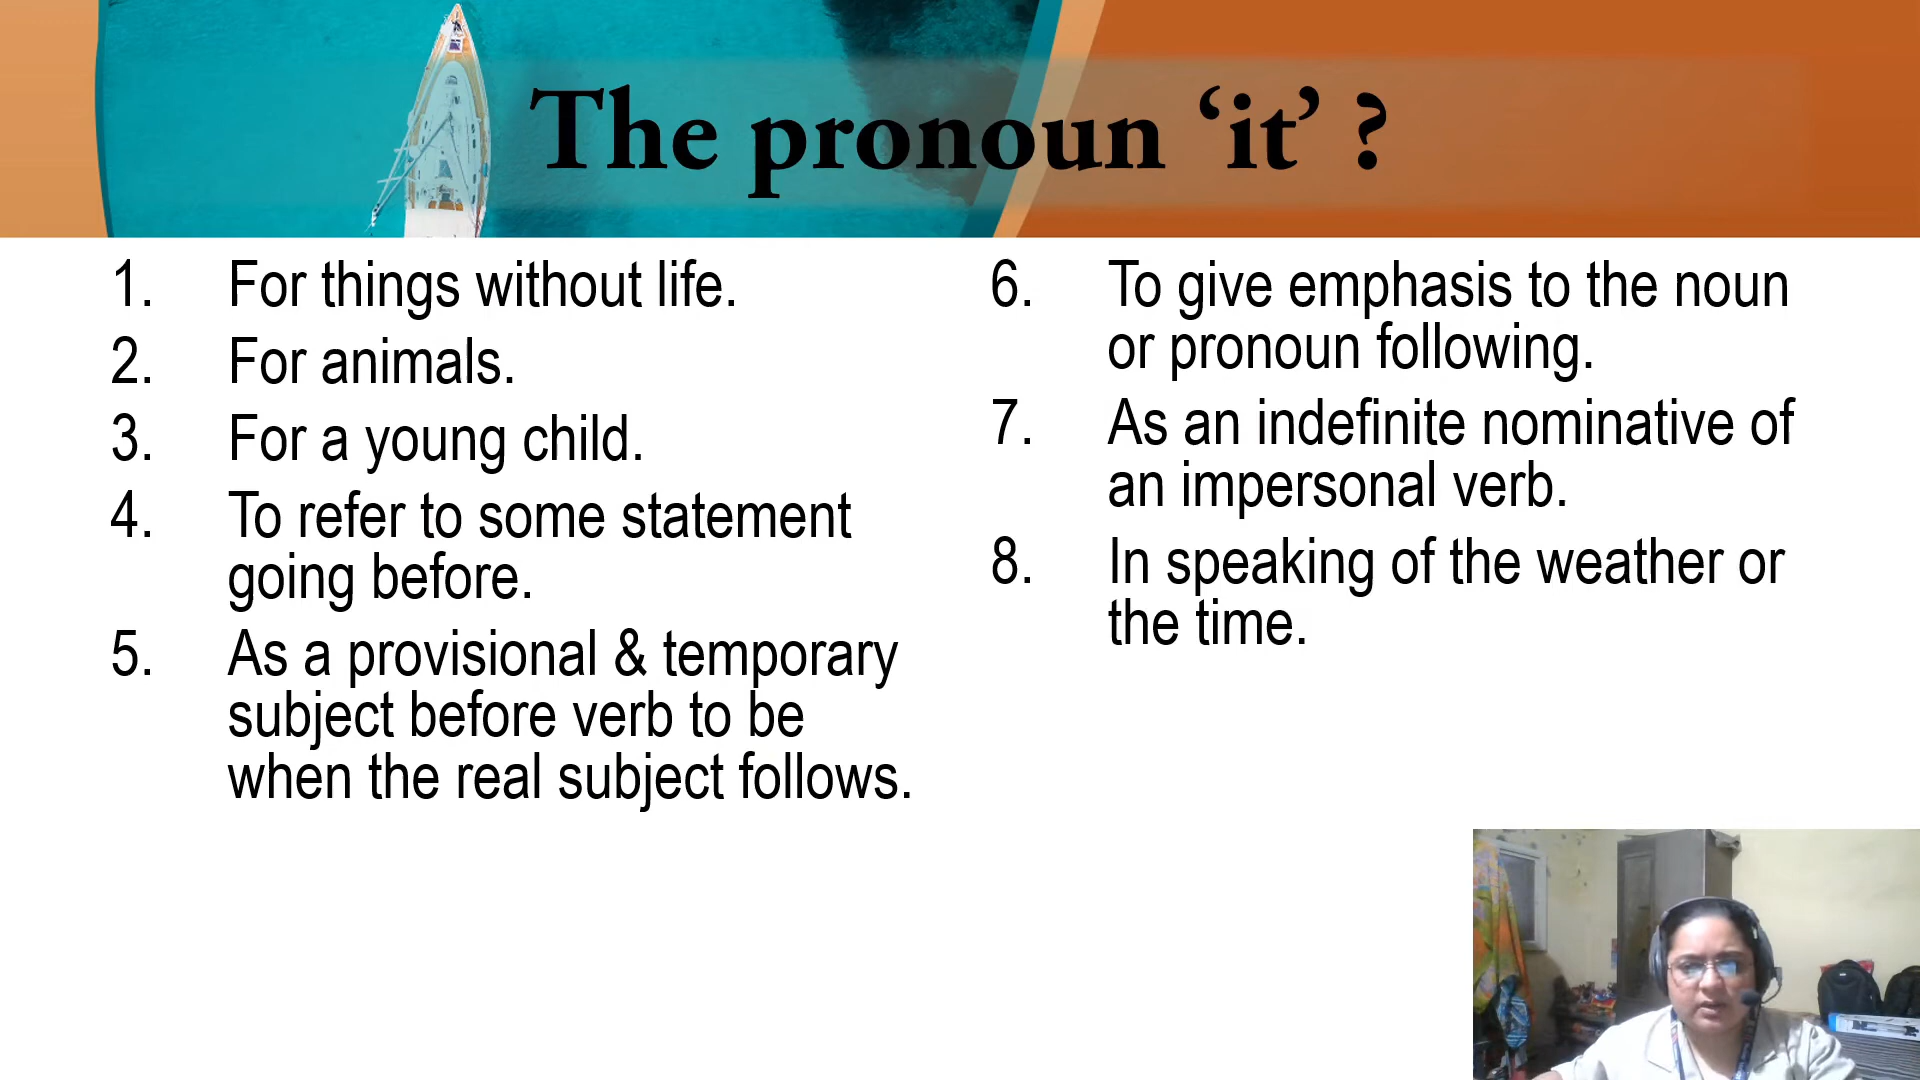 The pronoun ‘it’ ?
1. For things without life.
2. For animals.
3. For a young child.
4. To refer to some statement
going before.
5. As a provisional & temporary
subject before verb to be
when the real subject follows.
6. To give emphasis to the noun
or pronoun following.
7. As an indefinite nominative of
an impersonal verb.
8. In speaking of the weather or
the time.